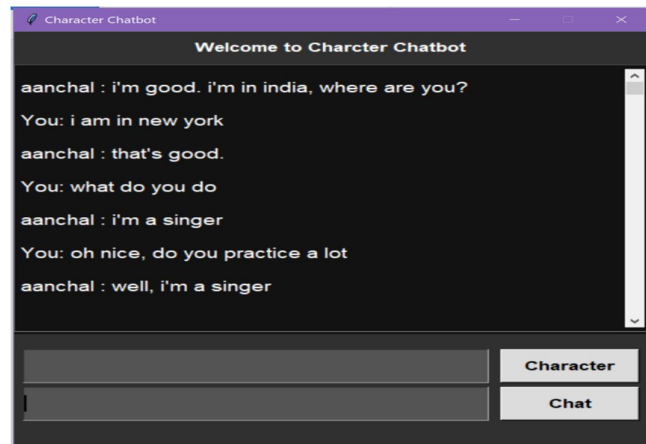 Character Chatbot
Welcome to Charcter Chatbot
aanchal : i'm good. i'm in india, where are you?
You: i am in new york
aanchal : that's good.
You: what do you do
aanchal : i'm a singer
You: oh nice, do you practice a lot
aanchal : well, i'm a singer
Character
Chat